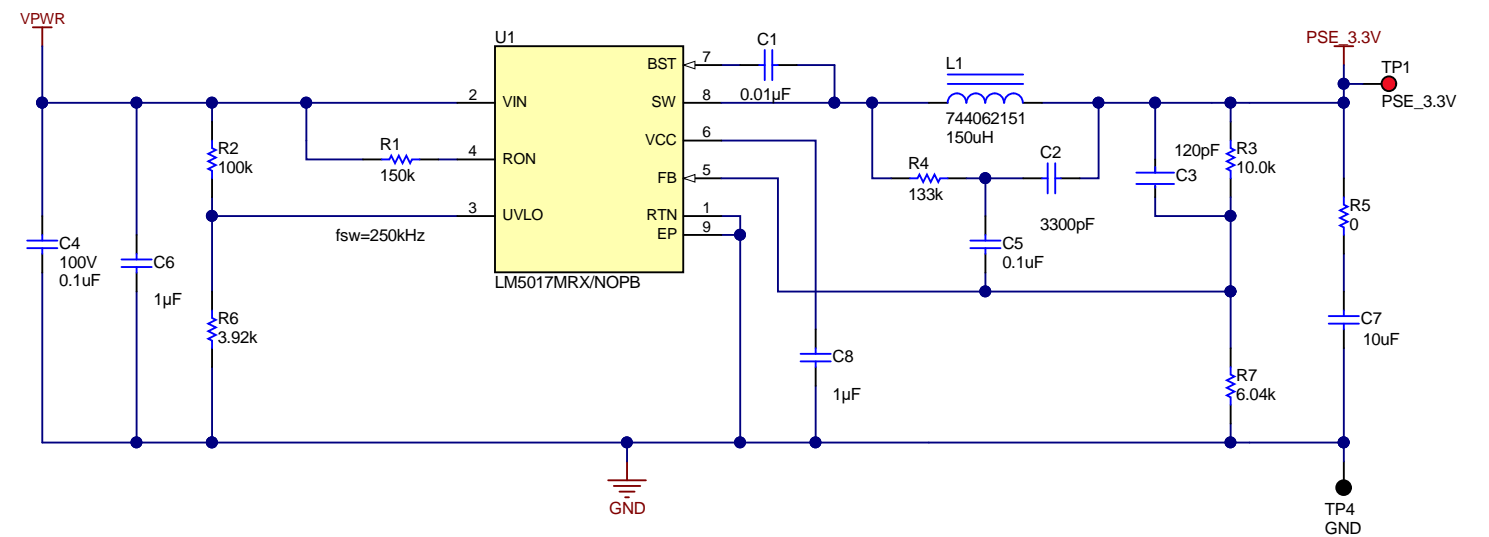 VPWR
U1
C1
PSE_3.3V
BST
7
L1
TP1
2
VIN
SW
8
0.01µF
PSE_3.3V
744062151
150uH
VCC
6
R1
R2
100k
4
RON
150k
FB
5
R4
133k
C2
3300pF
120pF
C3
R3
10.0k
3
UVLO
RTN
1
EP
9
fsw=250kHz
R5
0
C4
100V
0.1uF
C6
1µF
C5
0.1uF
LM5017MRX/NOPB
R6
3.92k
C7
10uF
C8
1µF
R7
6.04k
GND
TP4
GND